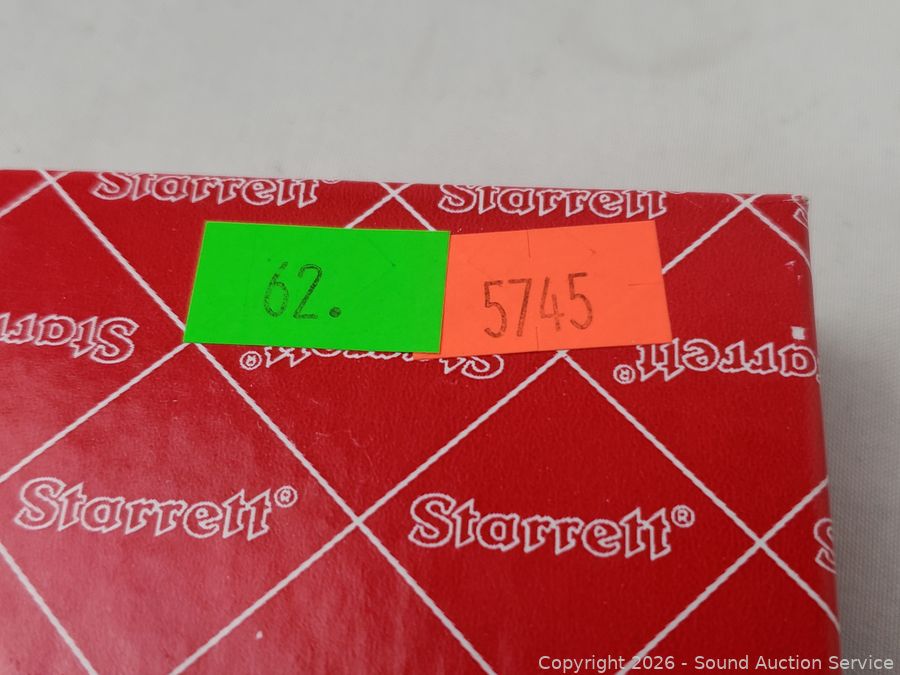 Starrett Starrett
62. 5745
Starrett
Starrett®
Starrett® Starrett®
Copyright © 2026 - Sound Auction Service